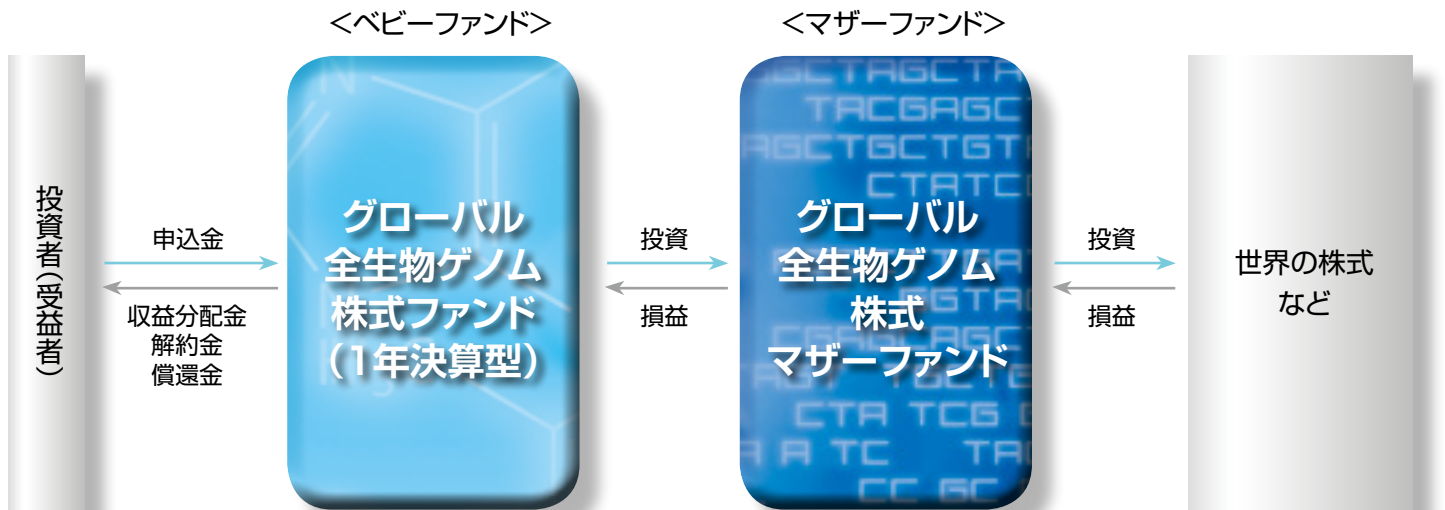 <ベビーファンド>
<マザーファンド>
投資者(受益者)
申込金
収益分配金
解約金
償還金
グローバル
全生物ゲノム
株式ファンド
(1年決算型)
投資
損益
グローバル
全生物ゲノム
株式
マザーファンド
投資
損益
世界の株式
など